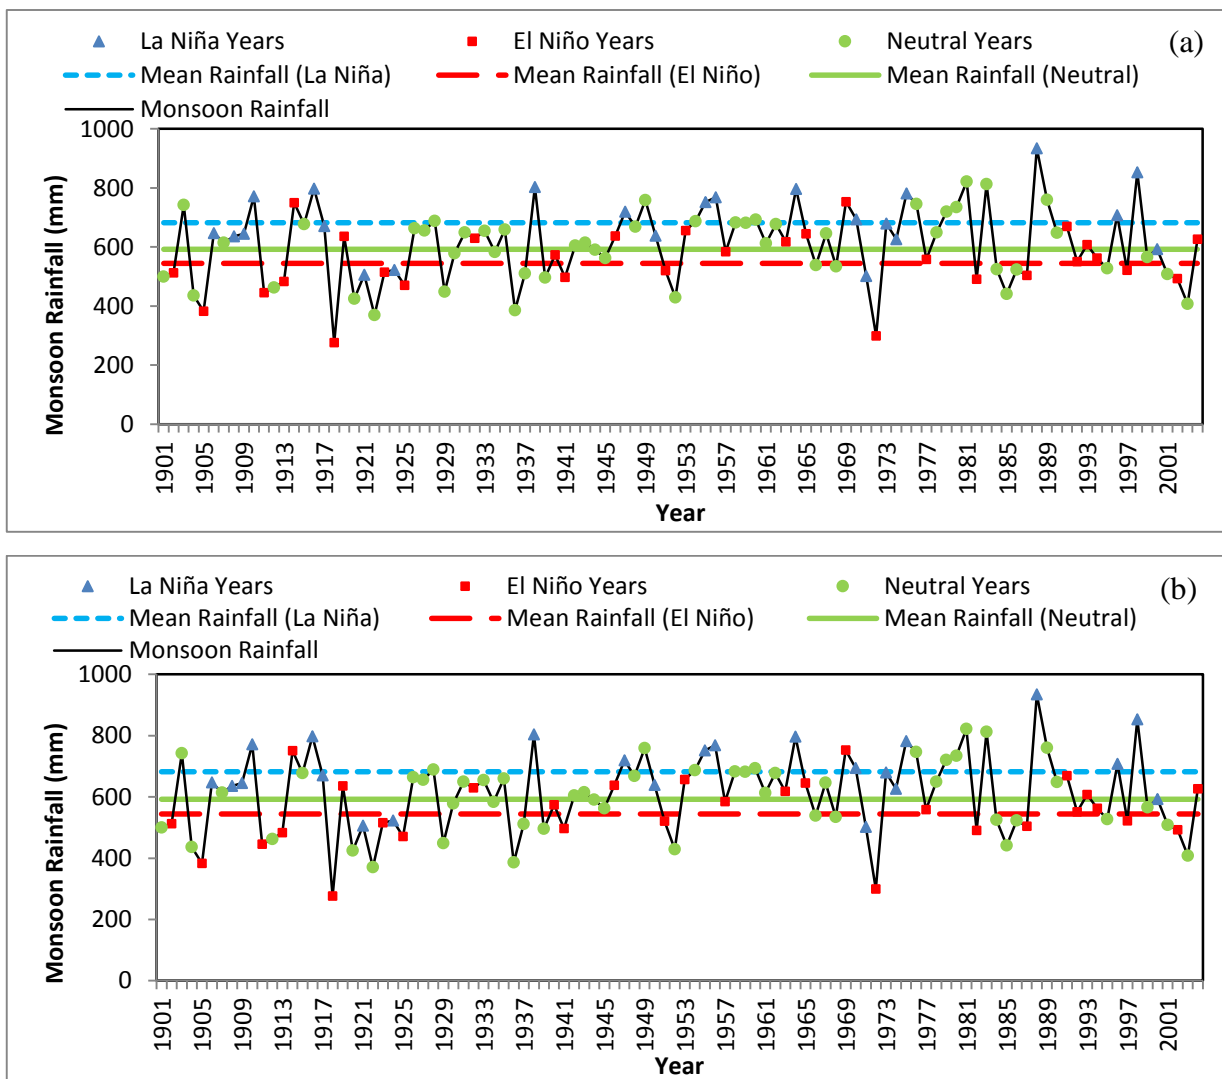 La Niña Years El Niño Years Neutral Years (a)
Mean Rainfall (La Niña) Mean Rainfall (El Niño) Mean Rainfall (Neutral)
Monsoon Rainfall
Monsoon Rainfall (mm)
1000
800
600
400
200
0
1901 1905 1909 1913 1917 1921 1925 1929 1933 1937 1941 1945 1949 1953 1957 1961 1965 1969 1973 1977 1981 1985 1989 1993 1997 2001
Year
La Niña Years El Niño Years Neutral Years (b)
Mean Rainfall (La Niña) Mean Rainfall (El Niño) Mean Rainfall (Neutral)
Monsoon Rainfall
Monsoon Rainfall (mm)
1000
800
600
400
200
0
1901 1905 1909 1913 1917 1921 1925 1929 1933 1937 1941 1945 1949 1953 1957 1961 1965 1969 1973 1977 1981 1985 1989 1993 1997 2001
Year